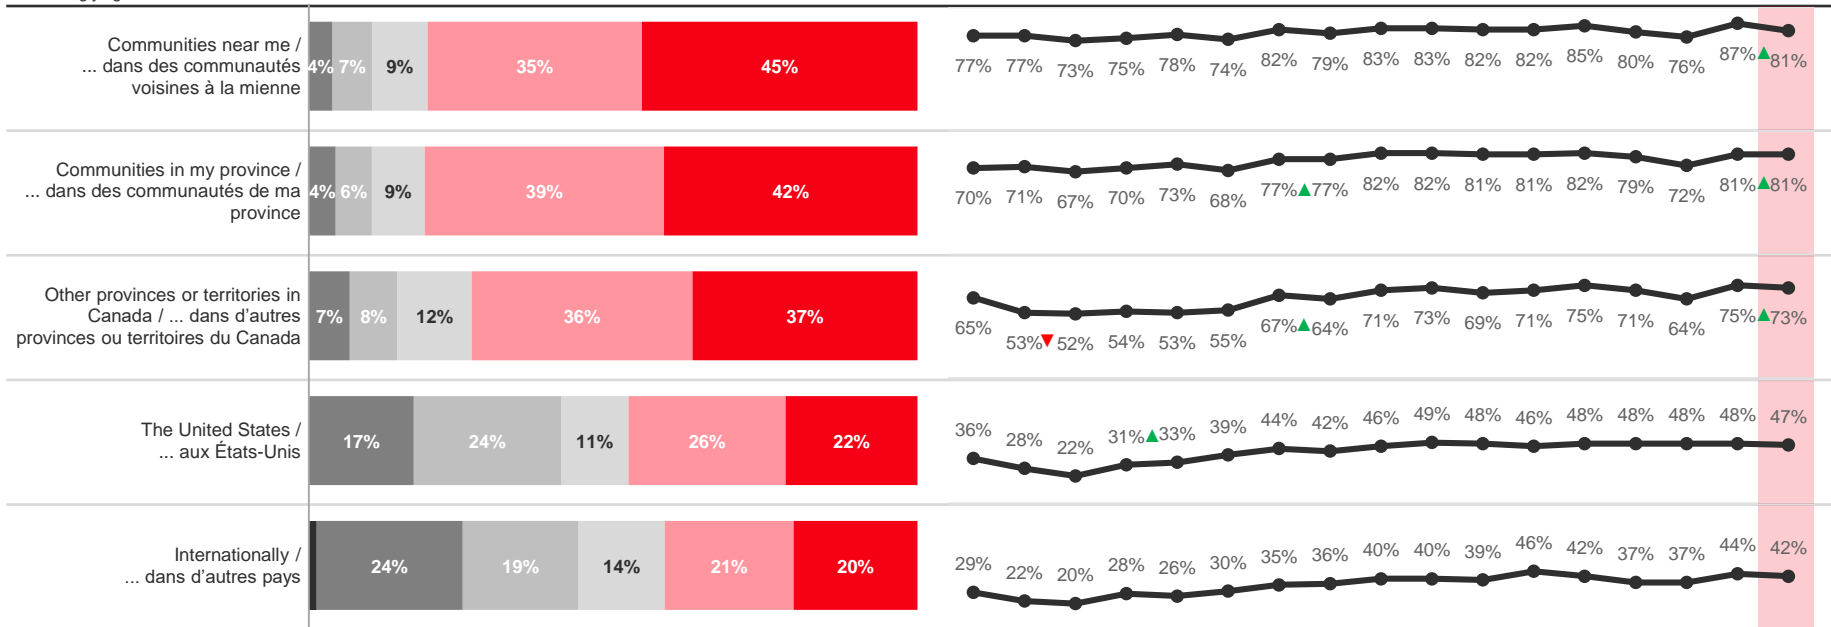 Communities near me /
... dans des communautés
voisines à la mienne
4% 7% 9% 35% 45%
77% 77% 73% 75% 78% 74% 82% 79% 83% 83% 82% 82% 85% 80% 76% 87% ▲81%
Communities in my province /
... dans des communautés de ma
province
4% 6% 9% 39% 42%
70% 71% 67% 70% 73% 68% 77%▲77% 82% 82% 81% 81% 82% 79% 72% 81%▲81%
Other provinces or territories in
Canada / ... dans d'autres
provinces ou territoires du Canada
7% 8% 12% 36% 37%
65% 53%▼52% 54% 53% 55% 67%▲64% 71% 73% 69% 71% 75% 71% 64% 75%▲73%
The United States /
... aux États-Unis
17% 24% 11% 26% 22%
36% 28% 22% 31%▲33% 39% 44% 42% 46% 49% 48% 46% 48% 48% 48% 48% 47%
Internationally /
... dans d'autres pays
24% 19% 14% 21% 20%
29% 22% 20% 28% 26% 30% 35% 36% 40% 40% 39% 46% 42% 37% 37% 44% 42%